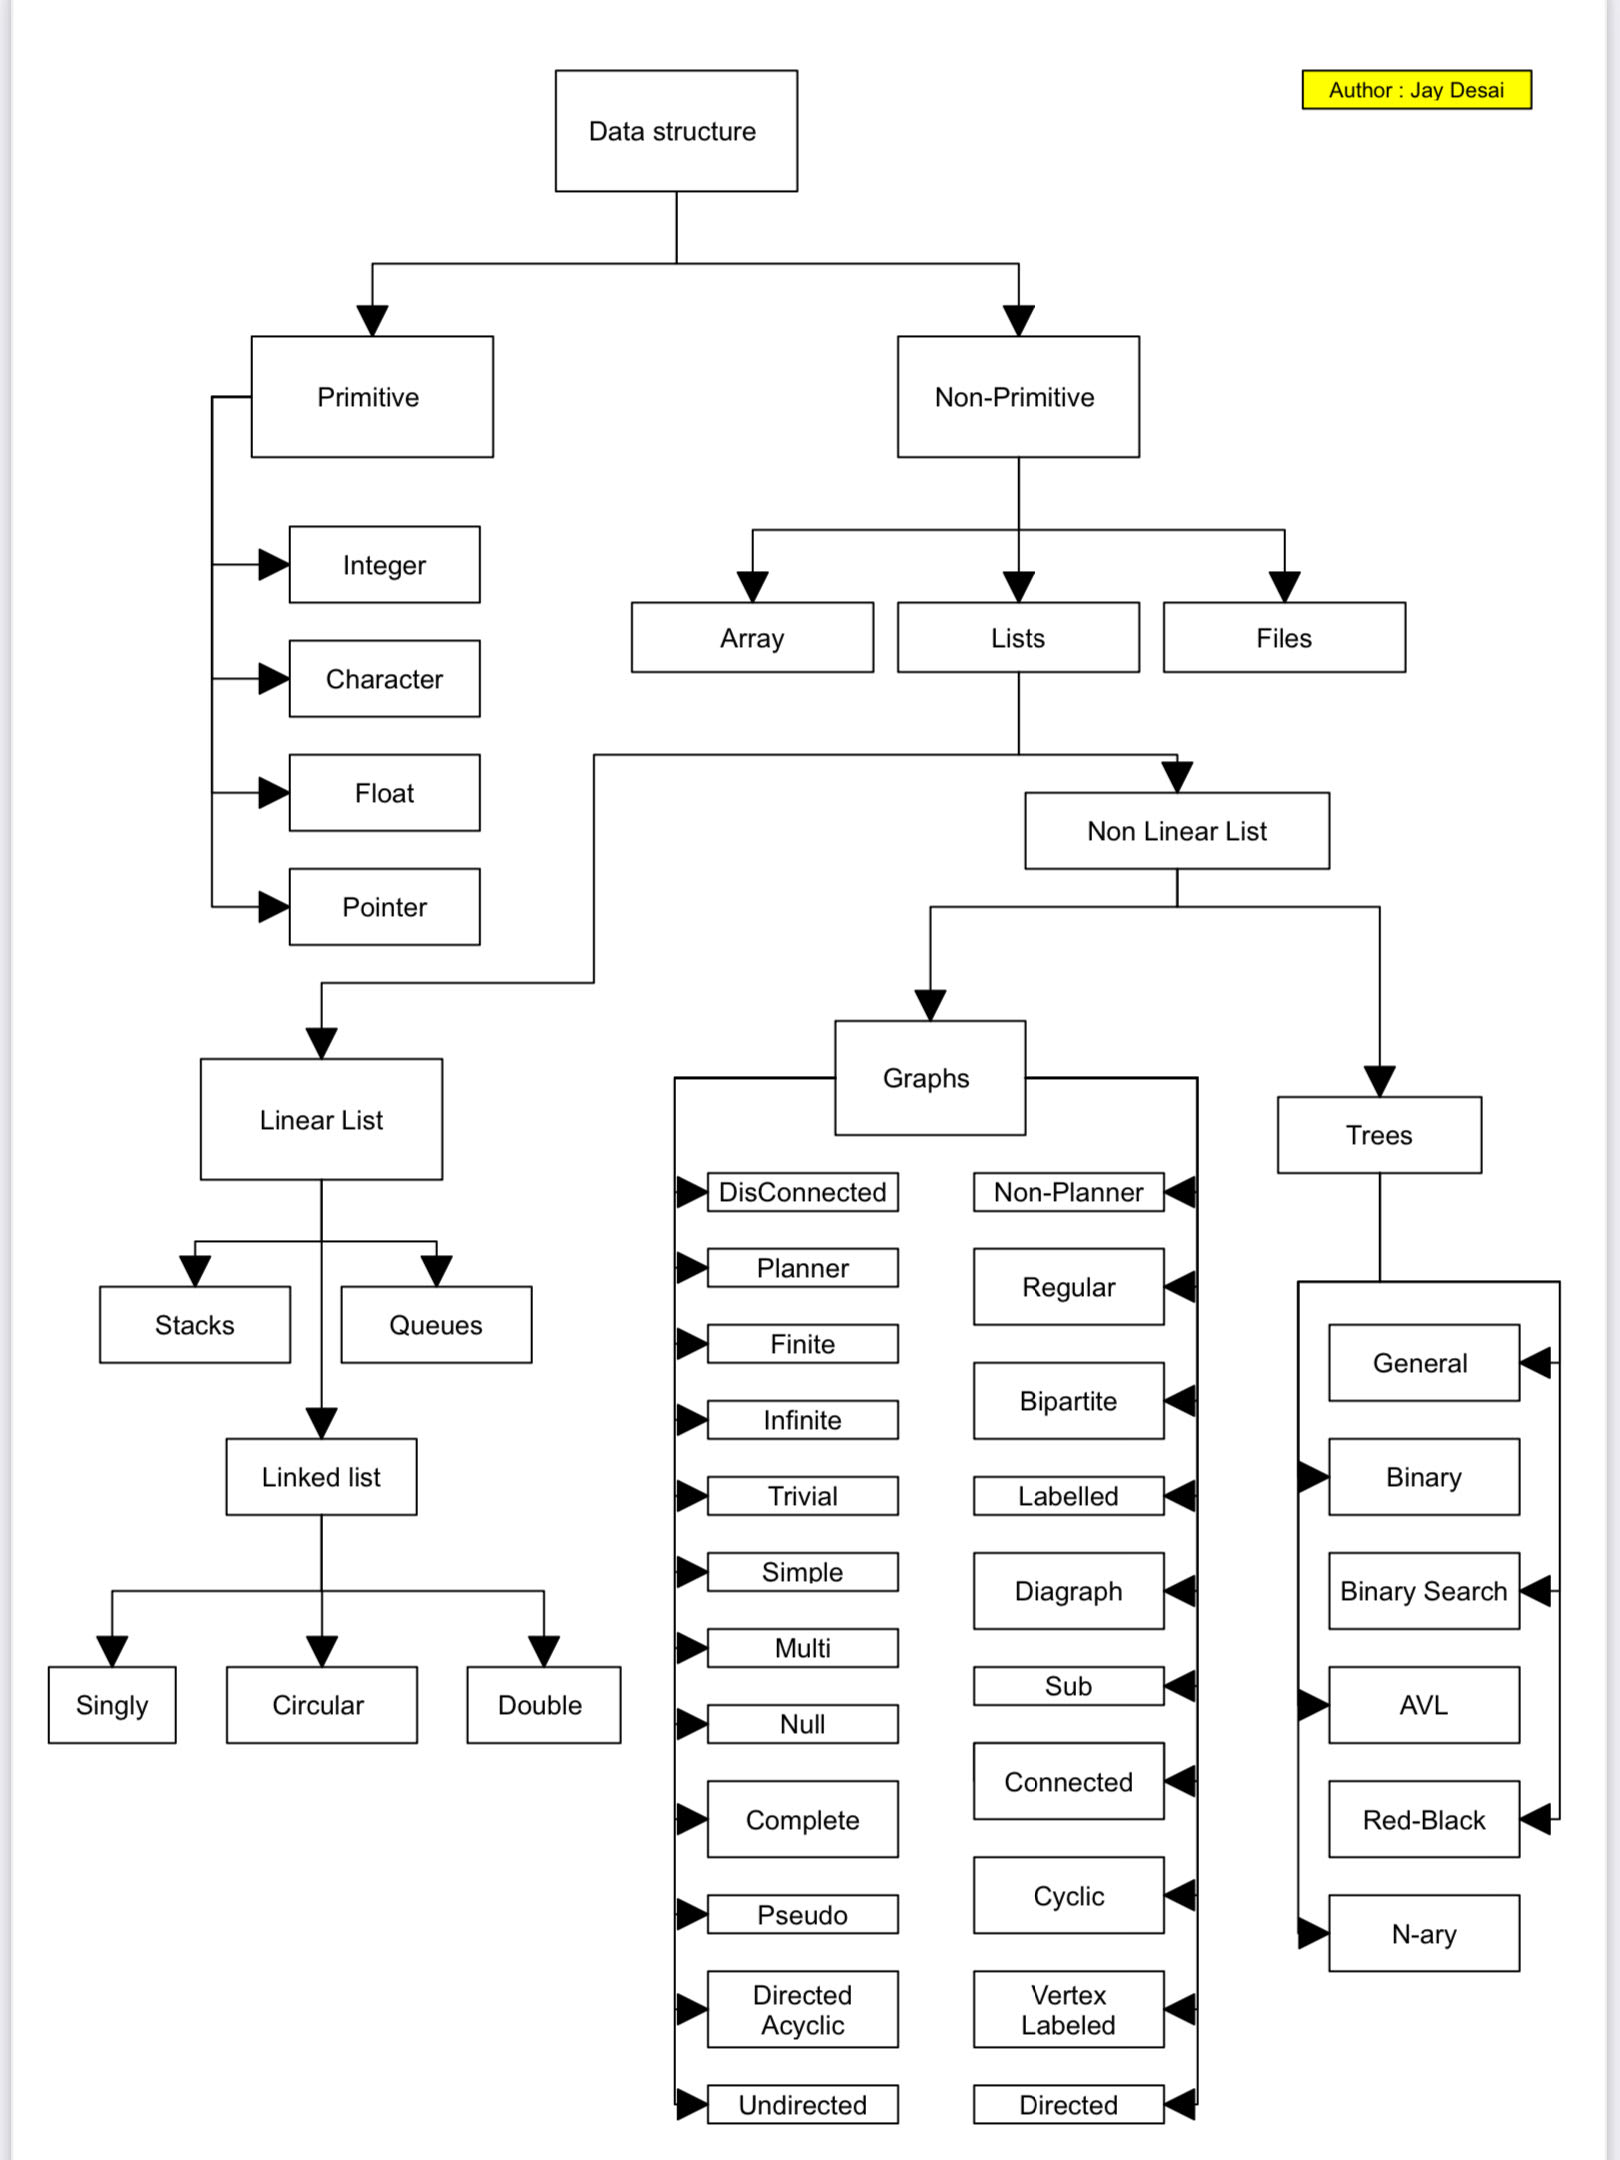 Author : Jay Desai
Data structure
Primitive
Non-Primitive
Integer
Character
Float
Pointer
Array
Lists
Files
Non Linear List
Linear List
Stacks
Queues
Linked list
Singly
Circular
Double
Graphs
DisConnected
Planner
Finite
Infinite
Trivial
Simple
Multi
Null
Complete
Pseudo
Directed
Acyclic
Undirected
Non-Planner
Regular
Bipartite
Labelled
Diagraph
Sub
Connected
Cyclic
Vertex
Labeled
Directed
Trees
General
Binary
Binary Search
AVL
Red-Black
N-ary